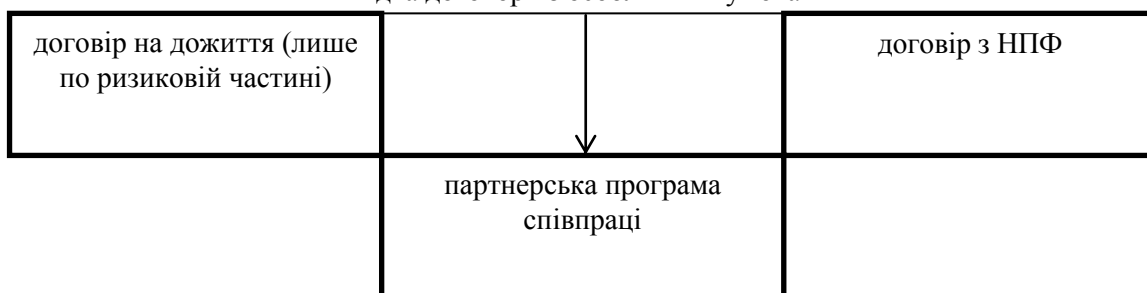 договір на дожиття (лише
по ризиковій частині)
договір з НПФ
партнерська програма
співпраці